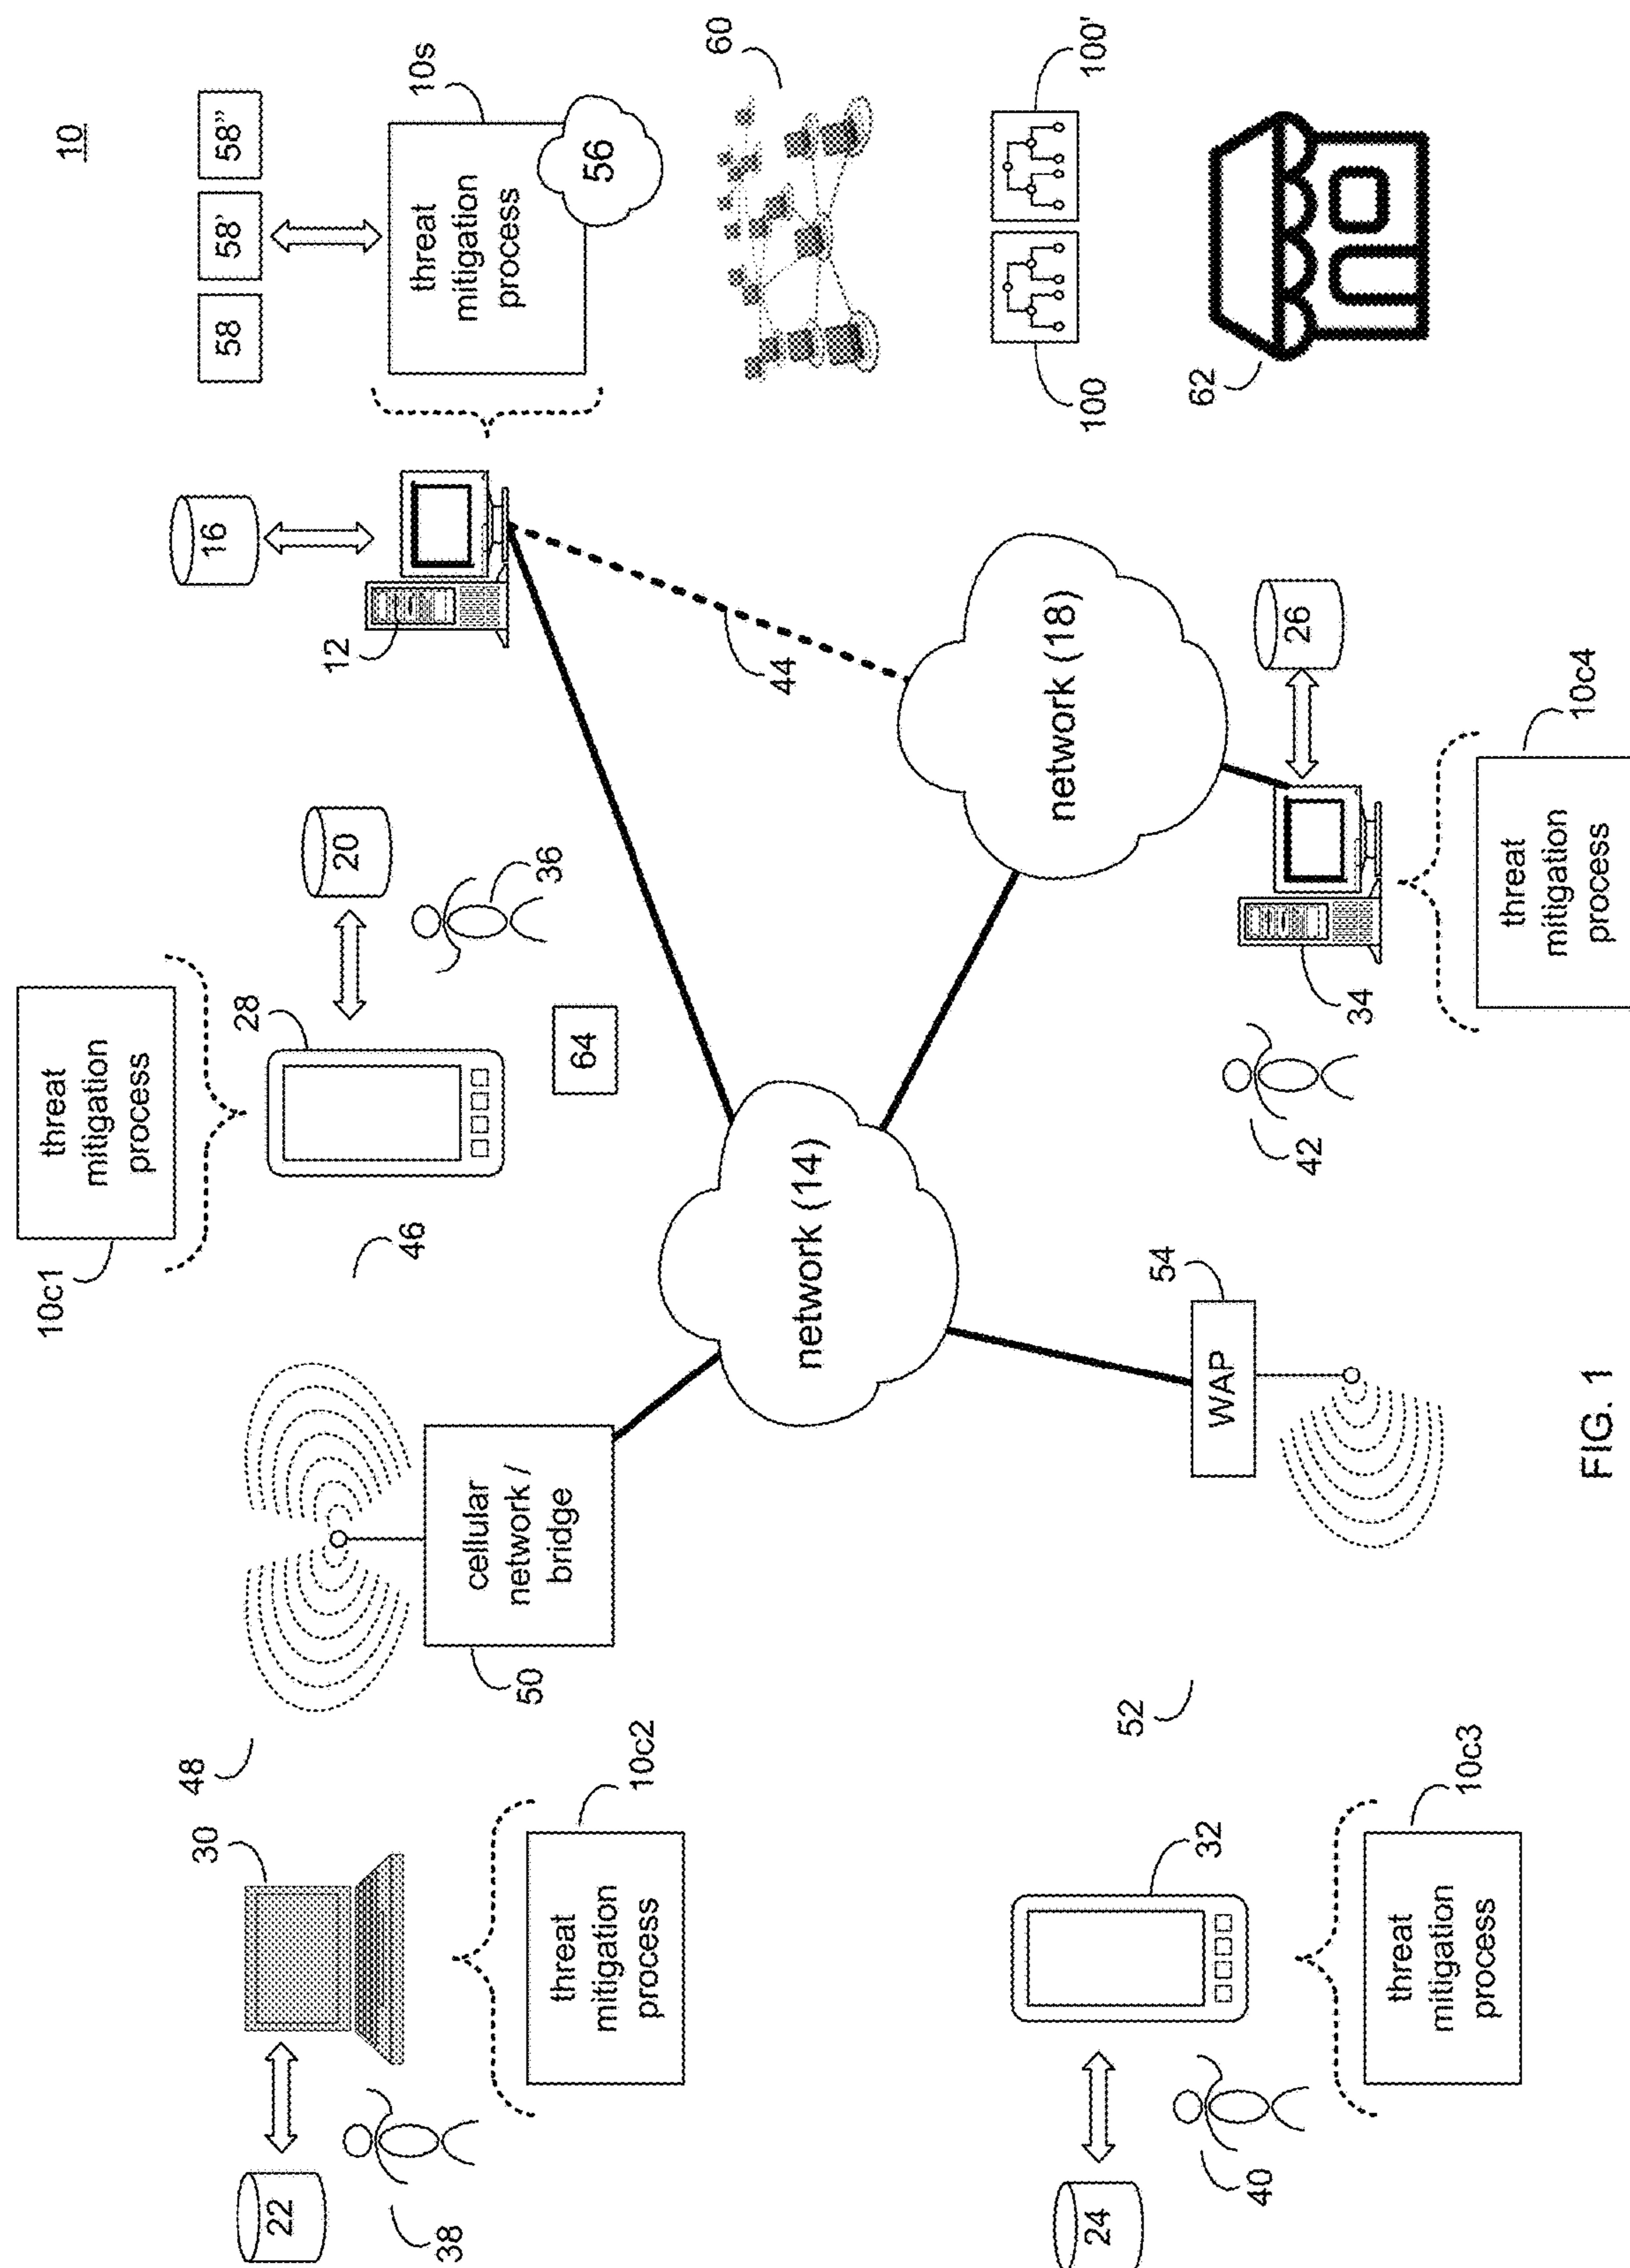 10
10c1
threat
mitigation
process
28
20
36
46
64
16
12
58
58'
58”
threat
mitigation
process
10s
56
60
48
30
22
38
threat
mitigation
process
10c2
cellular
network /
bridge
50
network (14)
44
network (18)
100
100'
62
52
WAP
54
42
34
26
threat
mitigation
process
10c4
24
40
32
threat
mitigation
process
10c3
FIG. 1